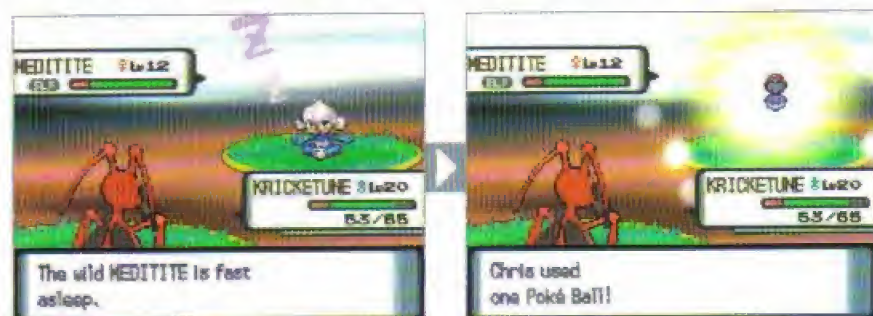 Z
z
MEDITITE ♀Lv12
KRICKETUNE ♂Lv20
53/65
The wild MEDITITE is fast
asleep.
MEDITITE ♀Lv12
KRICKETUNE ♂Lv20
53/65
Chris used
one Poké Ball!